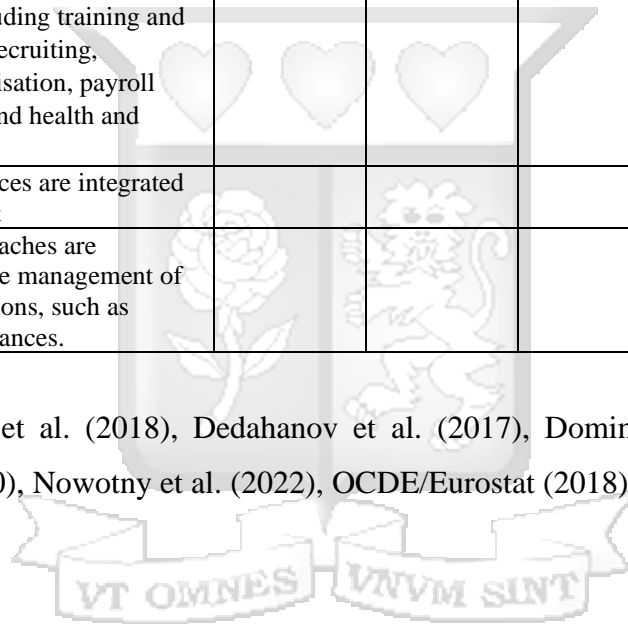 uding training and
ecruiting,
isation, payroll
nd health and
ces are integrated
aches are
e management of
ons, such as
ances.
et al. (2018), Dedahanov et al. (2017), Domin
0), Nowotny et al. (2022), OCDE/Eurostat (2018)
VT OMNES VNVM SINT